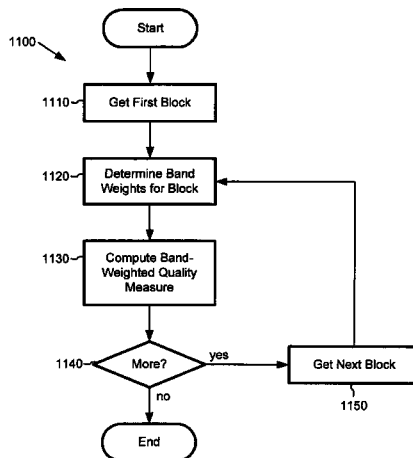 Start
1100
1110
Get First Block
1120
Determine Band
Weights for Block
1130
Compute Band-
Weighted Quality
Measure
1140
More?
yes
Get Next Block
1150
no
End